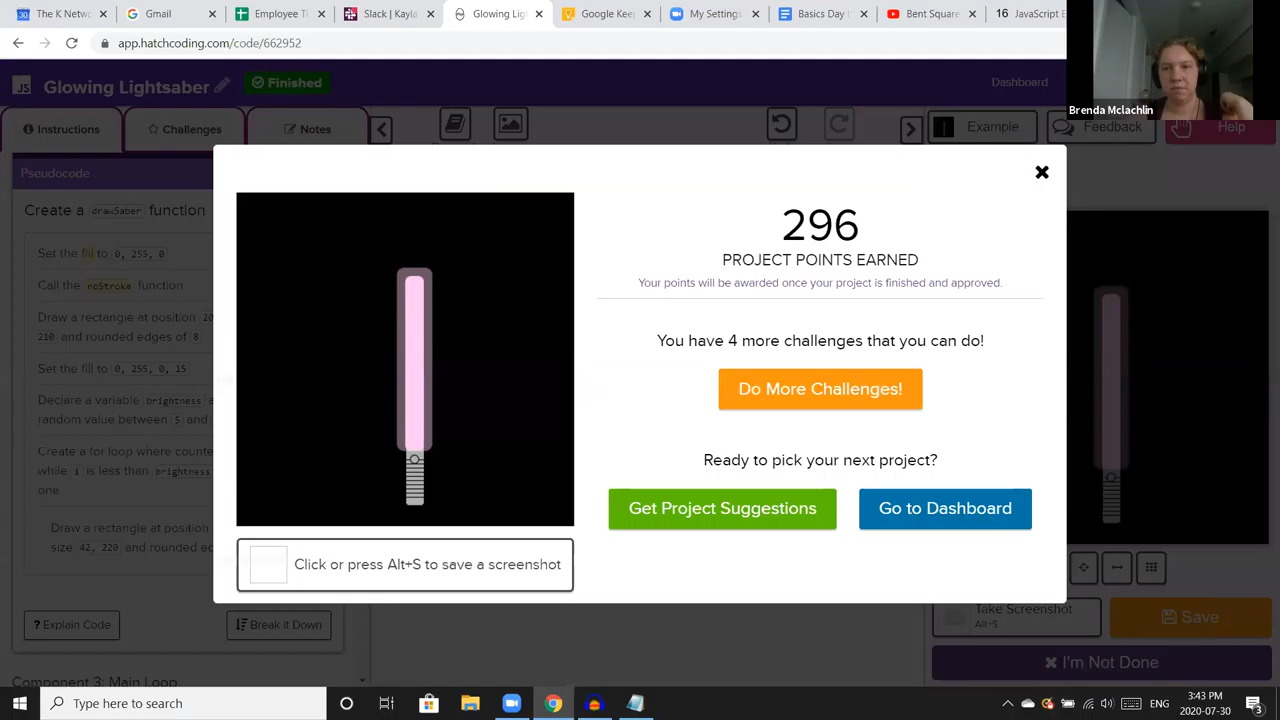 The K Netw
Gmail
G 0
Employee T
Slack | Kayla
Glowing Lig
Google Kee
My Settings
Basics Day
Bent Square
16 JavaScript E
app.hatchcoding.com/code/662952
JS Glowing Lightsaber Finished
Dashboard
Brenda Mclachlin
Instructions
Challenges
Notes
Example
Feedback
Help
Pseudocode
Create a drawSaber function
Set the fill to 0, 255, 0
Call the noStroke function
Draw a rectangle at position 20
210 and rounded edges of 8
Set the fill to 0, 255, 0, 15
Declare a variable brightness a
random value between 5 and
Create a for loop where counte
while i is less than brightness
one
Draw a rectangle at position
size 42, 220 and rounded ed
? Explain Code
Break it Down
Component 3: Main Loop
296
PROJECT POINTS EARNED
Your points will be awarded once your project is finished and approved.
You have 4 more challenges that you can do!
Do More Challenges!
Ready to pick your next project?
Get Project Suggestions
Go to Dashboard
Click or press Alt+S to save a screenshot
Take Screenshot
Alt-S
Save
I'm Not Done
Type here to search
ENG
3:43 PM
2020-07-30
3